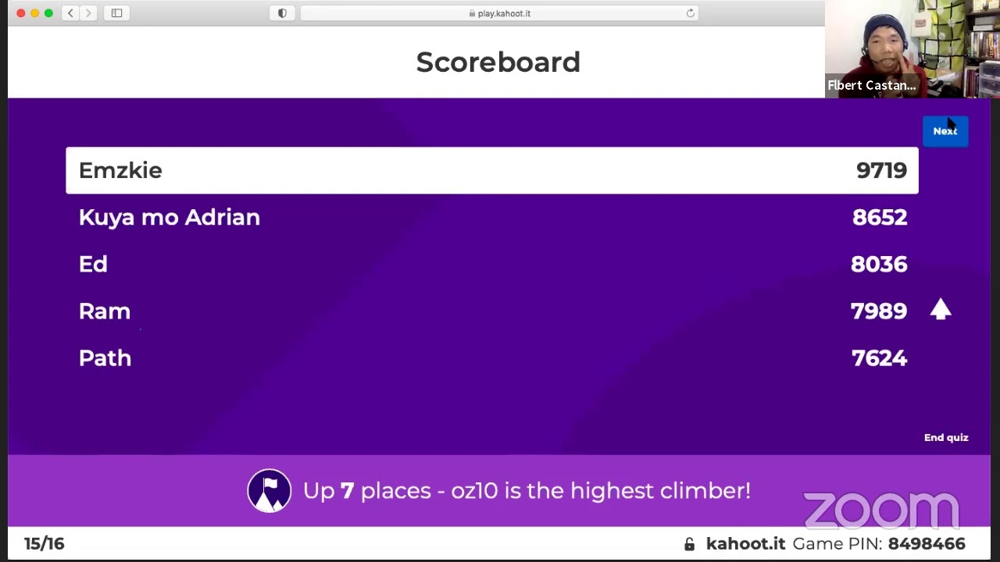 play.kahoot.it
Scoreboard
Flbert Castan...
Next
Emzkie 9719
Kuya mo Adrian 8652
Ed 8036
Ram 7989
Path 7624
End quiz
Up 7 places - oz10 is the highest climber!
zoom
15/16
kahoot.it Game PIN: 8498466